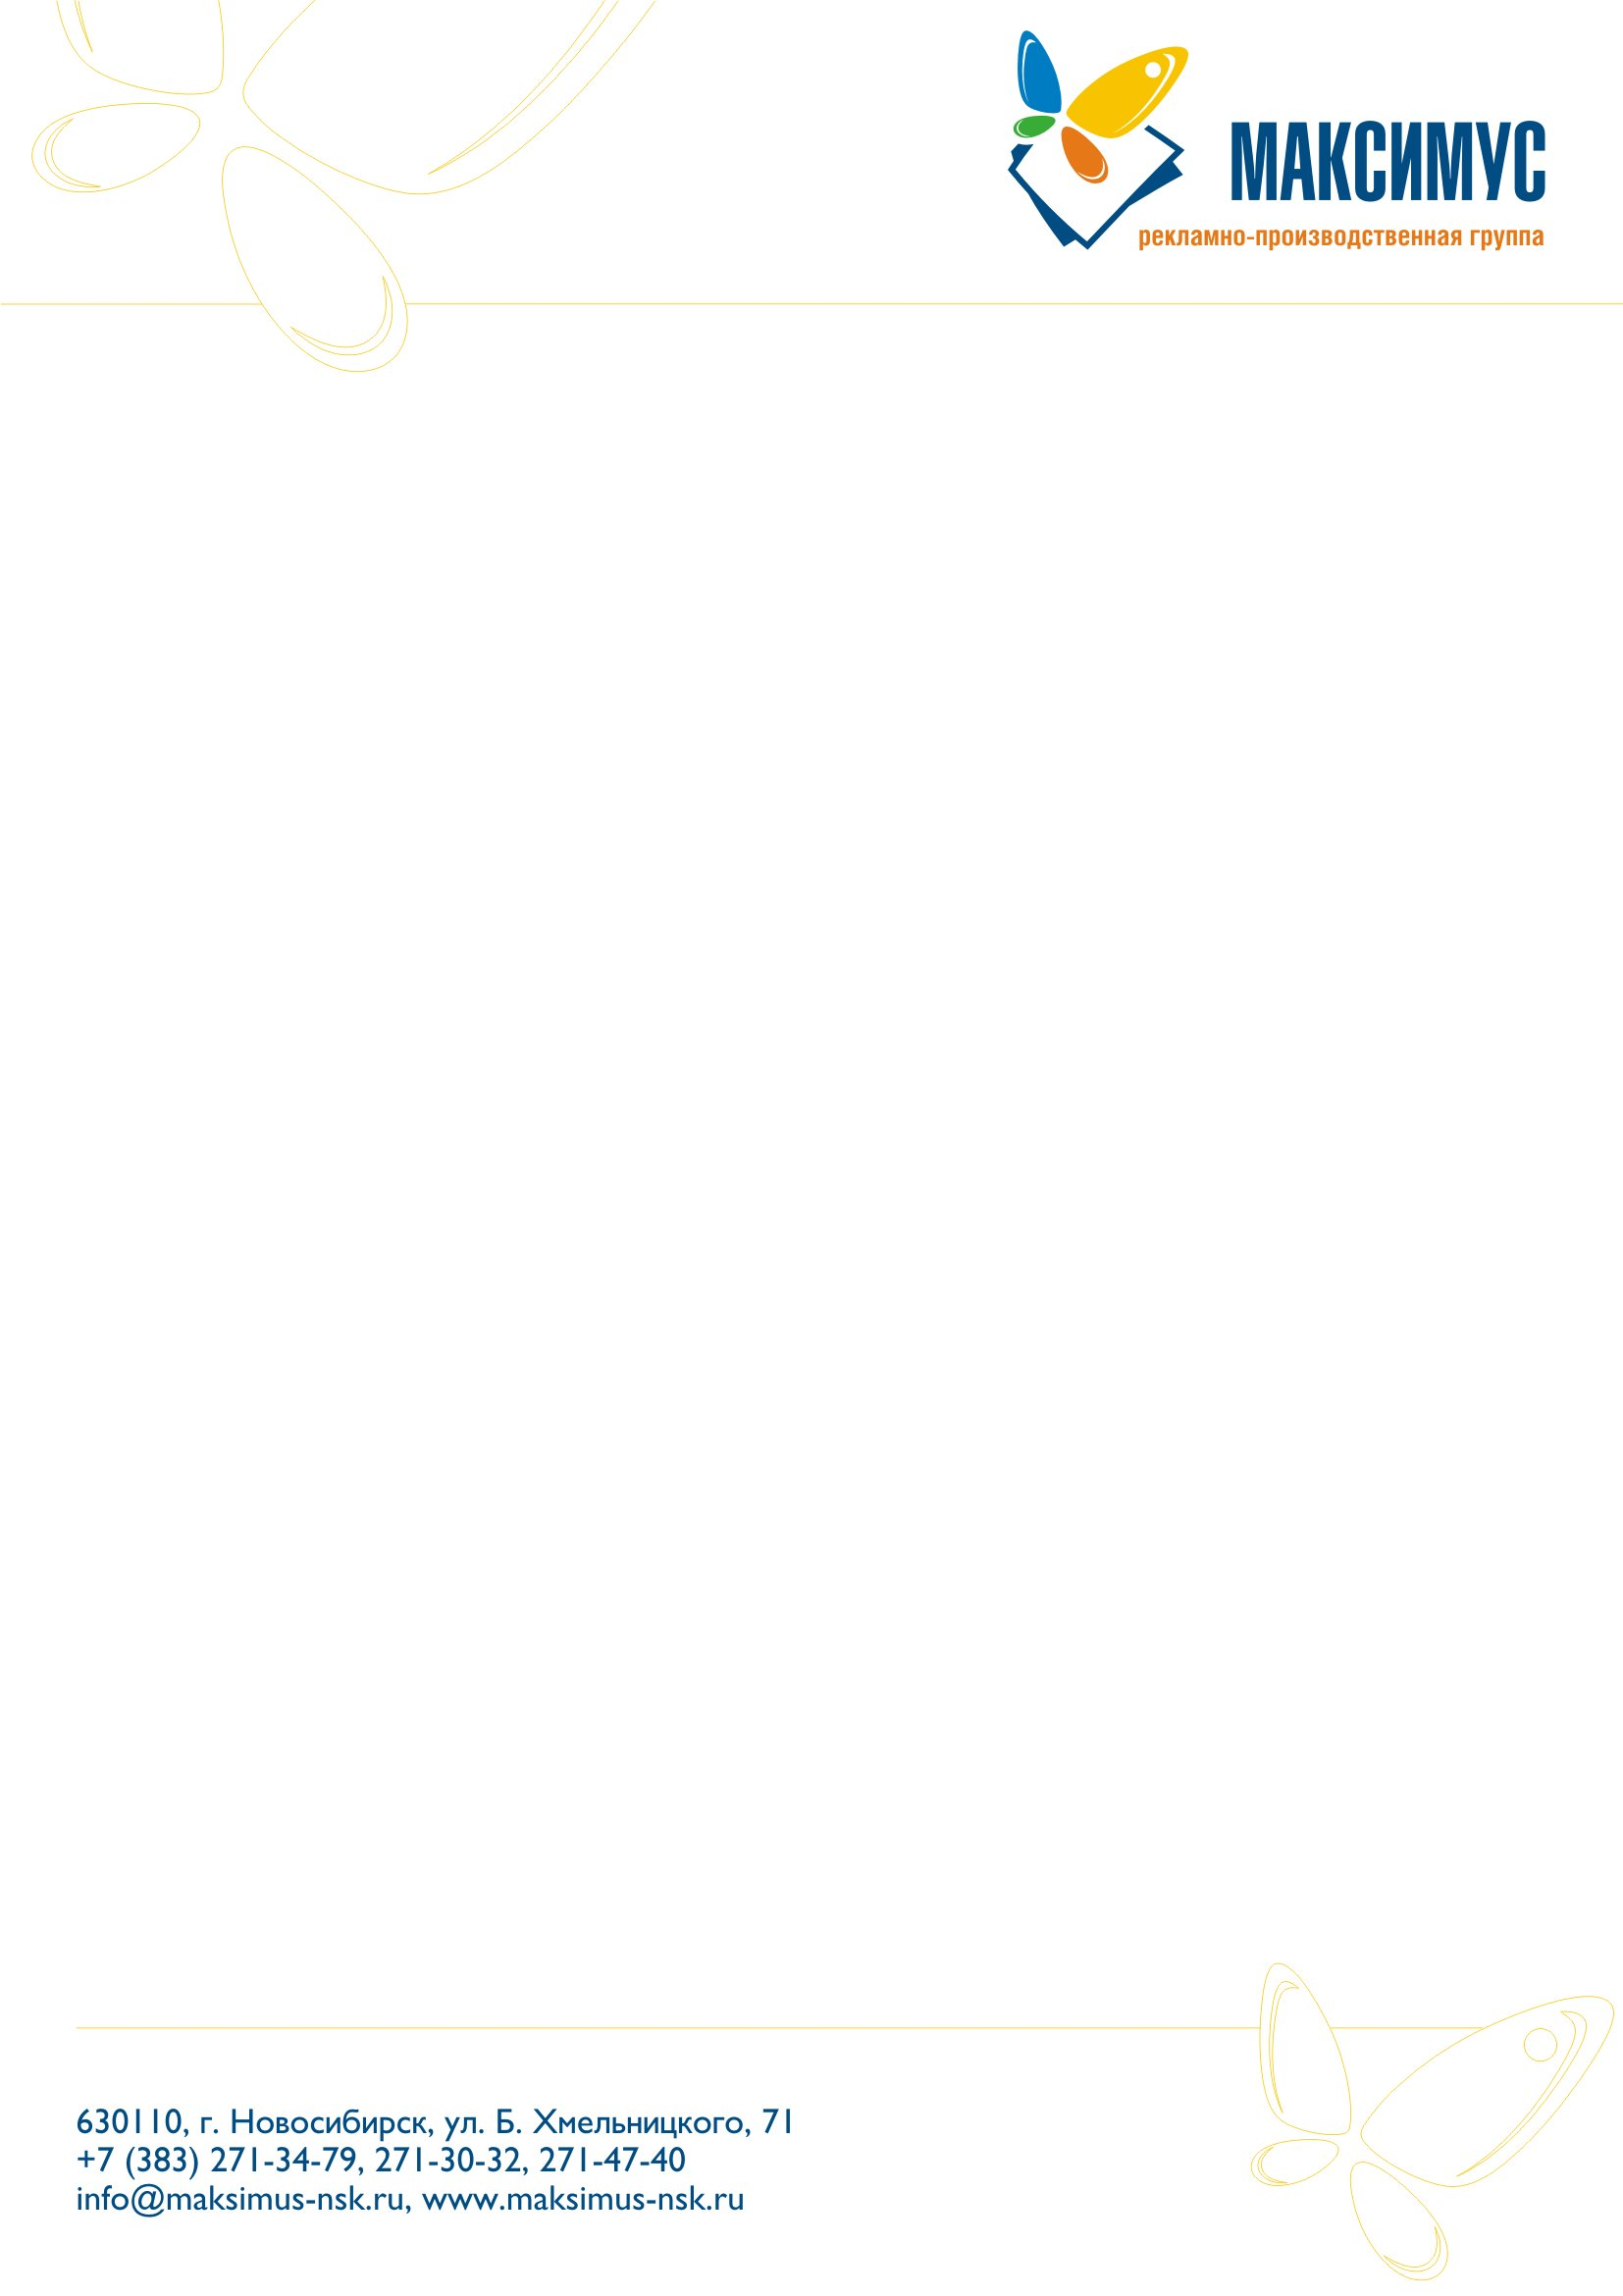 МАКСИМУС
рекламно-производственная группа
630110, г. Новосибирск, ул. Б. Хмельницкого, 71
+7 (383) 271-34-79, 271-30-32, 271-47-40
info@maksimus-nsk.ru, www.maksimus-nsk.ru